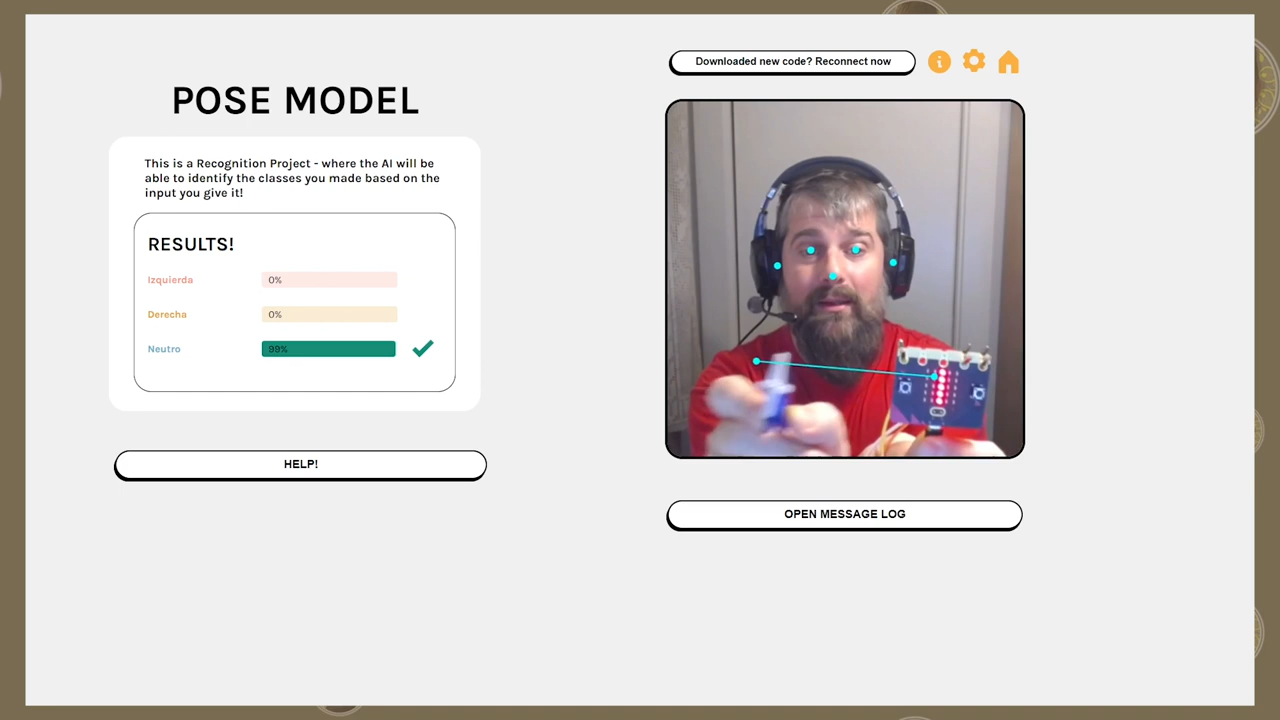 Downloaded new code? Reconnect now
POSE MODEL
This is a Recognition Project - where the AI will be
able to identify the classes you made based on the
input you give it!
RESULTS!
Izquierda 0%
Derecha 0%
Neutro 99%
HELP!
OPEN MESSAGE LOG